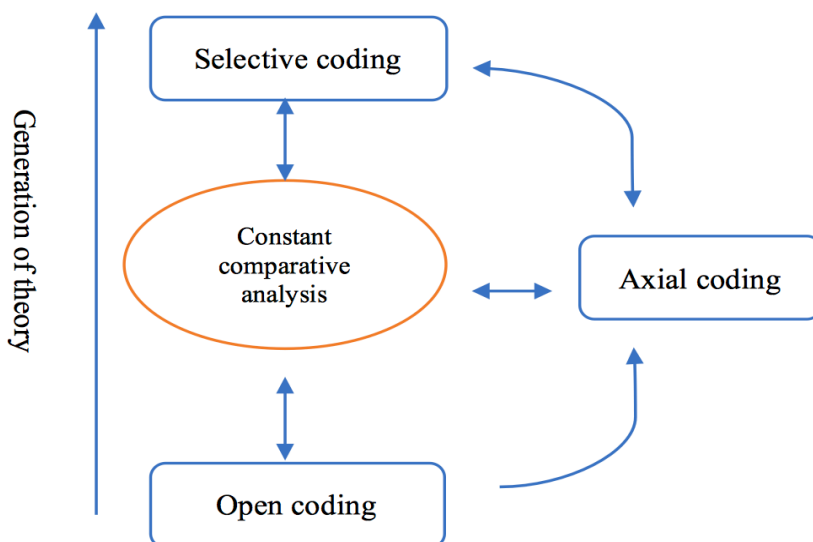 Selective coding
Generation of theory
Constant
comparative
analysis
Axial coding
Open coding